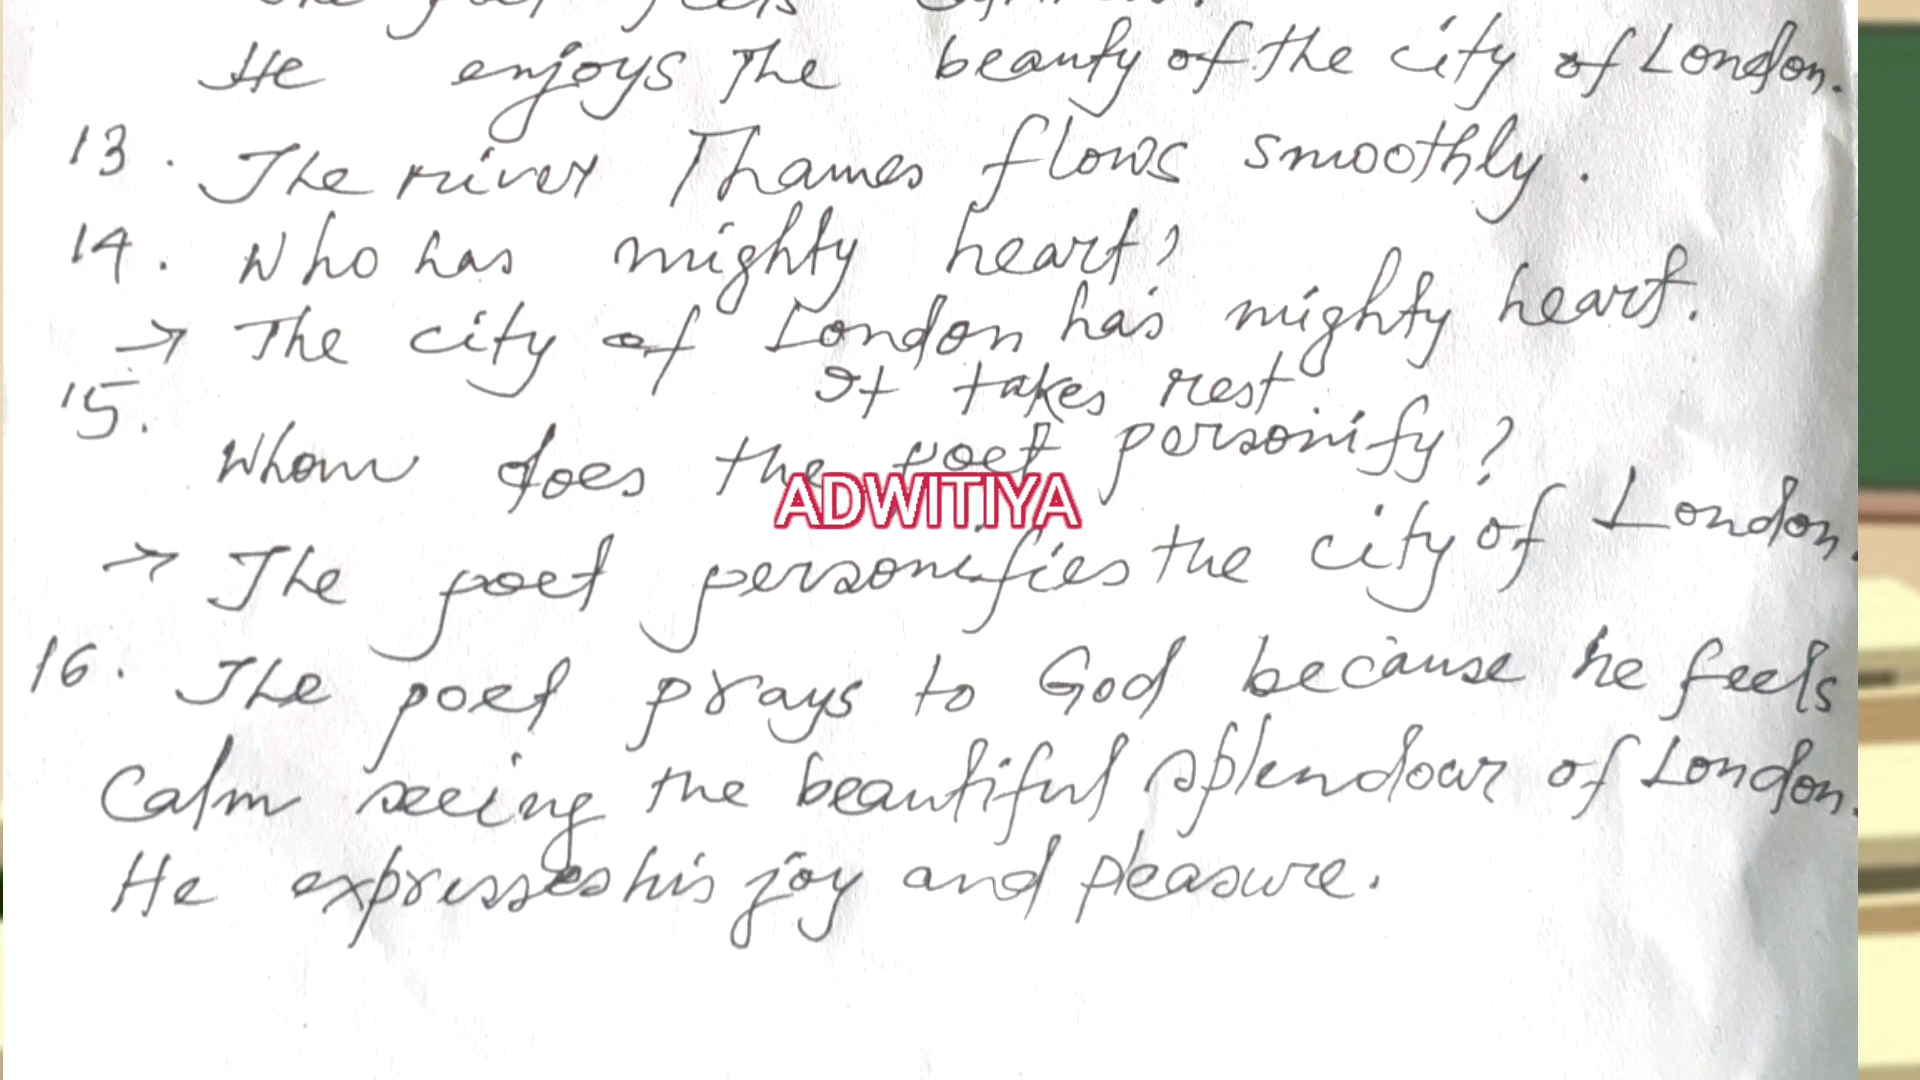 The poet feels
He enjoys The beauty of the city of London.
13. The river Thames flows smoothly.
14. Who has mighty heart?
→ The city of London has mighty heart.
It takes rest
15. Whom does the poet personify?
ADWITIYA
→ The poet personifies the city of London.
16. The poet prays to God because he feels
Calm seeing the beautiful splendour of London.
He expresses his joy and pleasure.